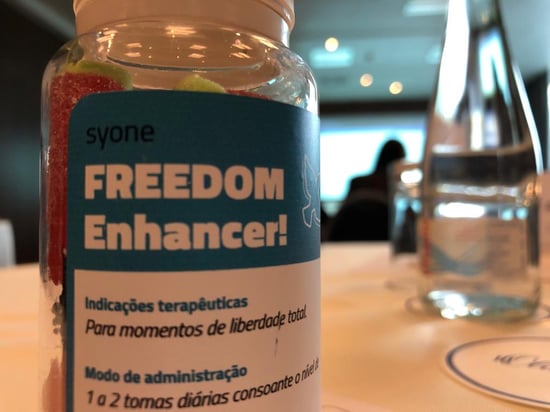 syone
FREEDOM
Enhancer!
Indicações terapêuticas
Para momentos de liberdade total.
Modo de administração
1 a 2 tomas diárias consoante o nível de